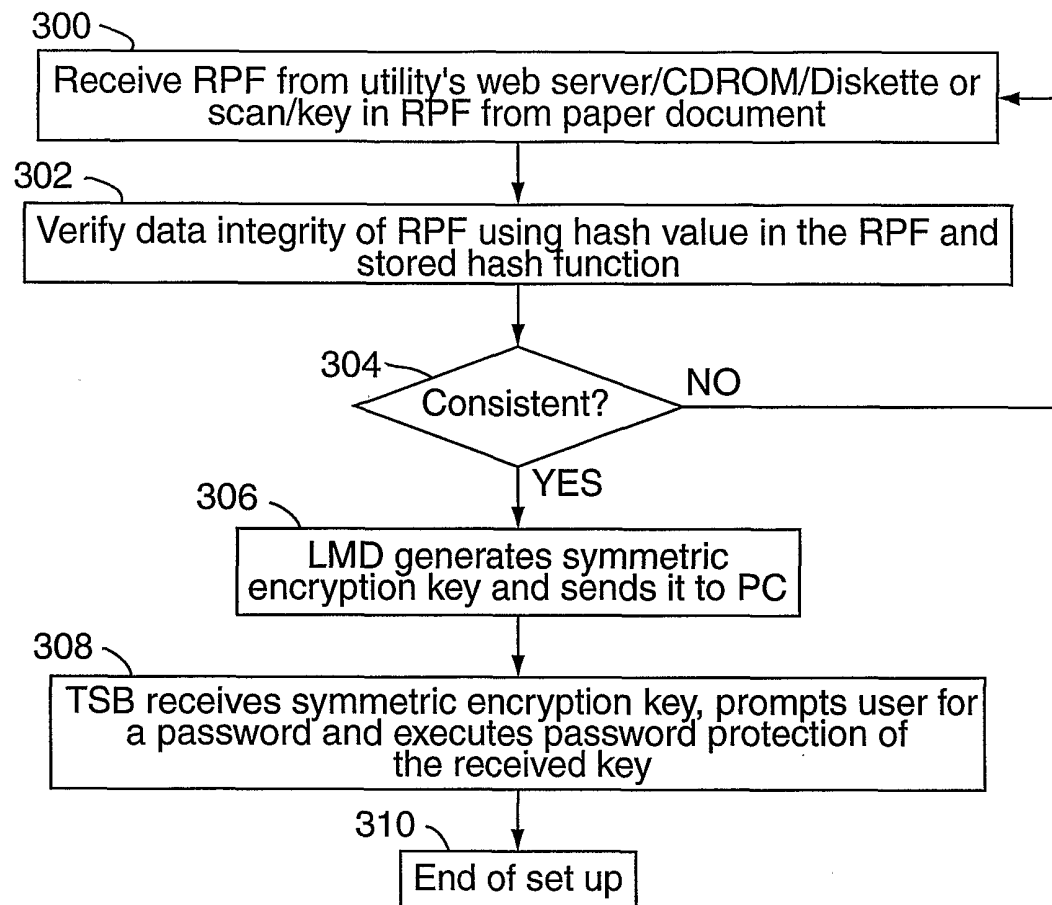 300
Receive RPF from utility's web server/CDROM/Diskette or
scan/key in RPF from paper document
302
Verify data integrity of RPF using hash value in the RPF and
stored hash function
304
Consistent?
NO
YES
306
LMD generates symmetric
encryption key and sends it to PC
308
TSB receives symmetric encryption key, prompts user for
a password and executes password protection of
the received key
310
End of set up